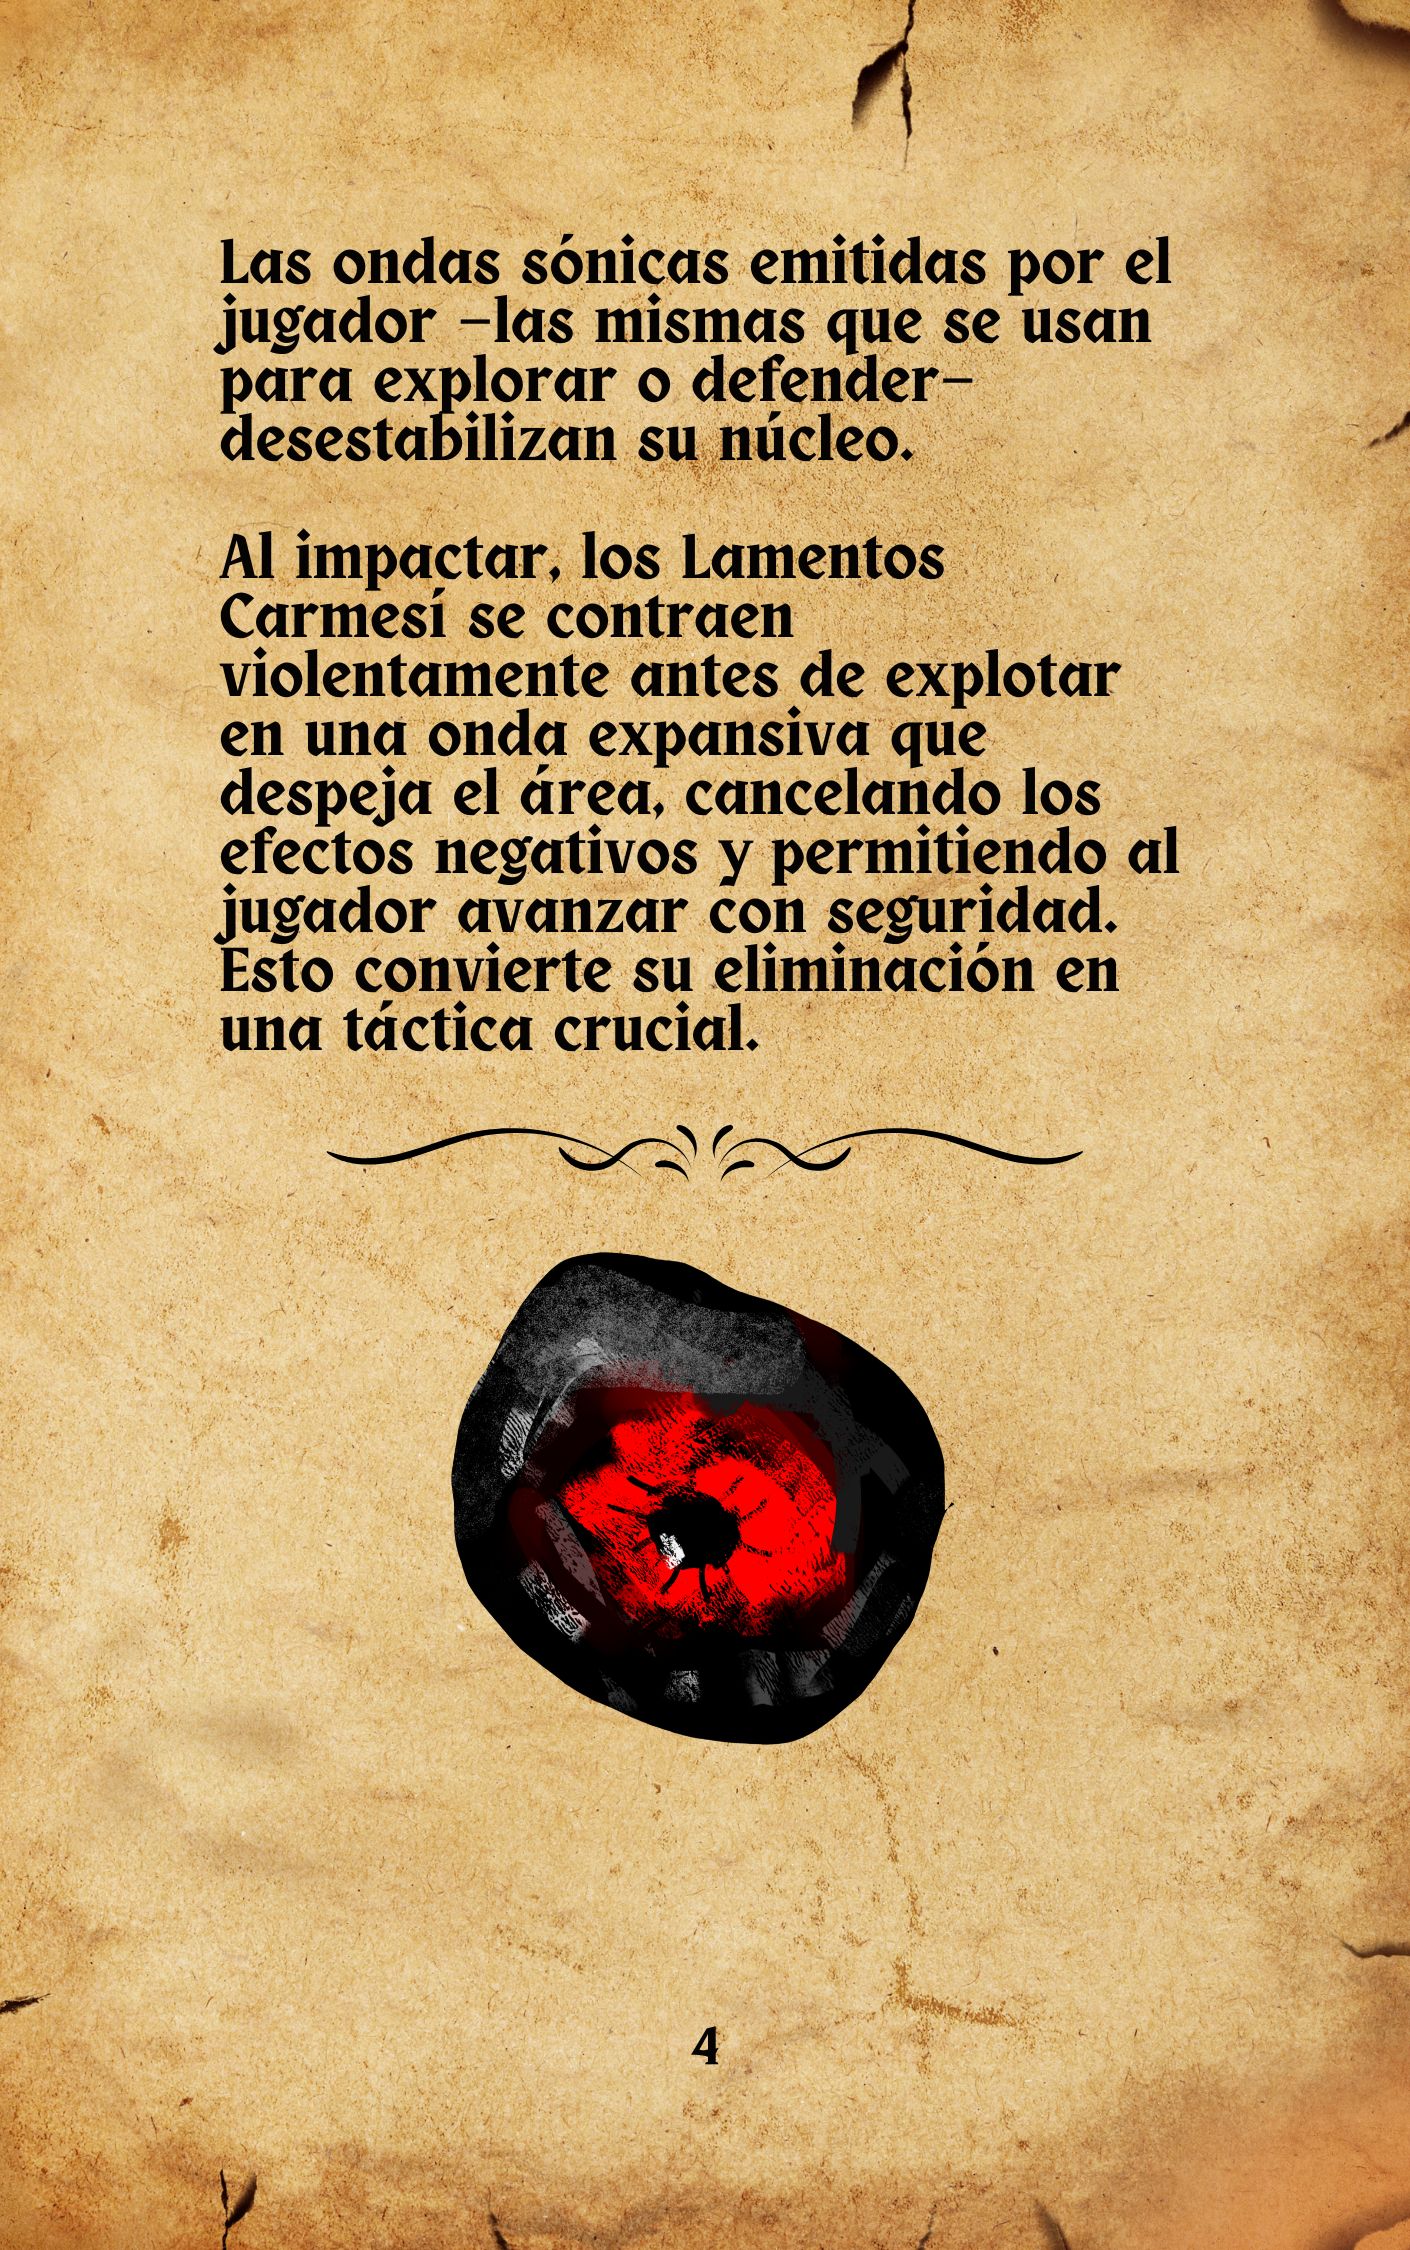 Las ondas sónicas emitidas por el
jugador –las mismas que se usan
para explorar o defender–
desestabilizan su núcleo.
Al impactar, los Lamentos
Carmesí se contraen
violentamente antes de explotar
en una onda expansiva que
despeja el área, cancelando los
efectos negativos y permitiendo al
jugador avanzar con seguridad.
Esto convierte su eliminación en
una táctica crucial.
4